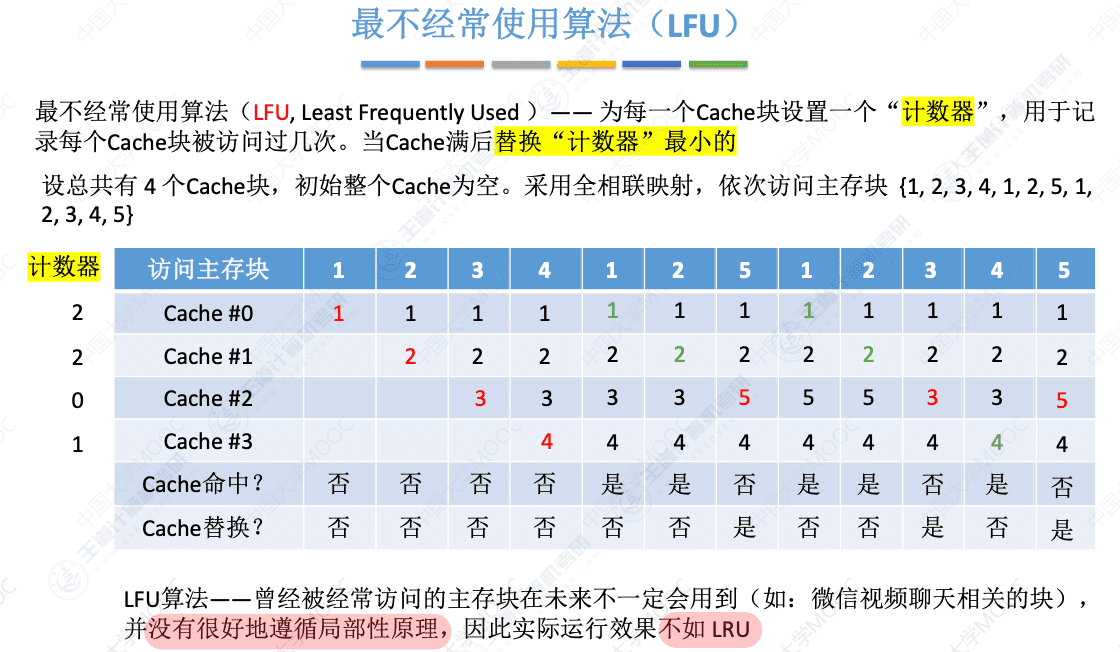 最不经常使用算法（LFU）
最不经常使用算法（LFU, Least Frequently Used ）—— 为每一个Cache块设置一个“计数器”，用于记
录每个Cache块被访问过几次。当Cache满后替换“计数器”最小的
设总共有 4 个Cache块，初始整个Cache为空。采用全相联映射，依次访问主存块 {1, 2, 3, 4, 1, 2, 5, 1,
2, 3, 4, 5}
计数器 访问主存块 1 2 3 4 1 2 5 1 2 3 4 5
2 Cache #0 1 1 1 1 1 1 1 1 1 1 1 1
2 Cache #1 2 2 2 2 2 2 2 2 2 2 2
0 Cache #2 3 3 3 3 5 5 5 3 3 5
1 Cache #3 4 4 4 4 4 4 4 4 4
Cache命中？ 否 否 否 否 是 是 否 是 是 否 是 否
Cache替换？ 否 否 否 否 否 否 是 否 否 是 否 是
LFU算法——曾经被经常访问的主存块在未来不一定会用到（如：微信视频聊天相关的块），
并没有很好地遵循局部性原理，因此实际运行效果不如 LRU